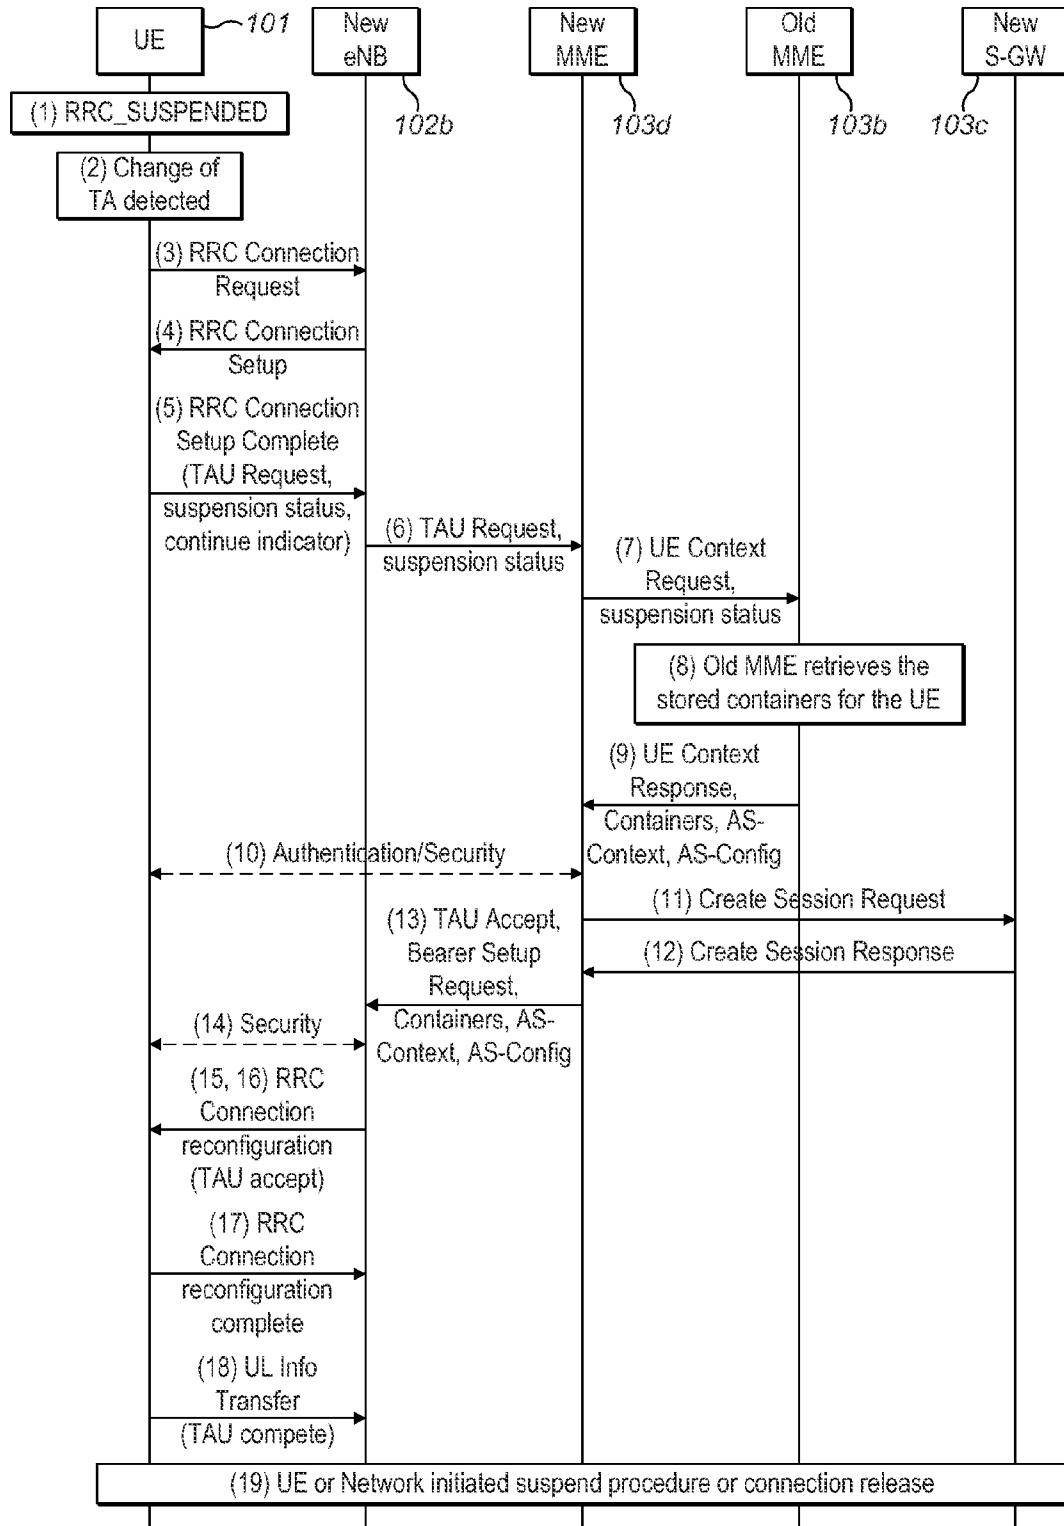 UE
101
New
eNB
102b
New
MME
103d
Old
MME
103b
New
S-GW
103c
(1) RRC_SUSPENDED
(2) Change of
TA detected
(3) RRC Connection
Request
(4) RRC Connection
Setup
(5) RRC Connection
Setup Complete
(TAU Request,
suspension status,
continue indicator)
(6) TAU Request,
suspension status
(7) UE Context
Request,
suspension status
(8) Old MME retrieves the
stored containers for the UE
(9) UE Context
Response,
Containers, AS-
Context, AS-Config
(10) Authentication/Security
(11) Create Session Request
(12) Create Session Response
(13) TAU Accept,
Bearer Setup
Request,
Containers, AS-
Context, AS-Config
(14) Security
(15, 16) RRC
Connection
reconfiguration
(TAU accept)
(17) RRC
Connection
reconfiguration
complete
(18) UL Info
Transfer
(TAU compete)
(19) UE or Network initiated suspend procedure or connection release